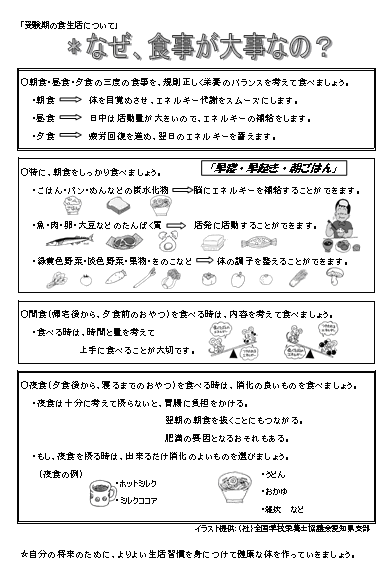 「受験期の食生活について」
＊なぜ、食事が大事なの？
〇朝食・昼食・夕食の三度の食事を、規則正しく栄養のバランスを考えて食べましょう。
・朝食 ⇒ 体を目覚めさせ、エネルギー代謝をスムーズにします。
・昼食 ⇒ 日中は活動量が大きいので、エネルギーの補給をします。
・夕食 ⇒ 疲労回復を進め、翌日のエネルギーを蓄えます。
〇特に、朝食をしっかり食べましょう。
「早寝・早起き・朝ごはん」
・ごはん・パン・めんなどの炭水化物 ⇒脳にエネルギーを補給することができます。
・魚・肉・卵・大豆などのたんぱく質 ⇒ 活発に活動することができます。
・緑黄色野菜・淡色野菜・果物・きのこなど ⇒ 体の調子を整えることができます。
〇間食（帰宅後から、夕食前のおやつ）を食べる時は、内容を考えて食べましょう。
・食べる時は、時間と量を考えて
上手に食べることが大切です。
〇夜食（夕食後から、寝るまでのおやつ）を食べる時は、消化の良いものを食べましょう。
・夜食は十分に考えて摂らないと、胃腸に負担をかける。
翌朝の朝食を抜くことにもつながる。
肥満の要因となるおそれもある。
・もし、夜食を摂る時は、出来るだけ消化のよいものを選びましょう。
（夜食の例）
・ホットミルク
・ミルクココア
・うどん
・おかゆ
・雑炊　など
イラスト提供：（社）全国学校栄養士協議会愛知県支部
☆自分の将来のために、よりよい生活習慣を身につけて健康な体を作っていきましょう。